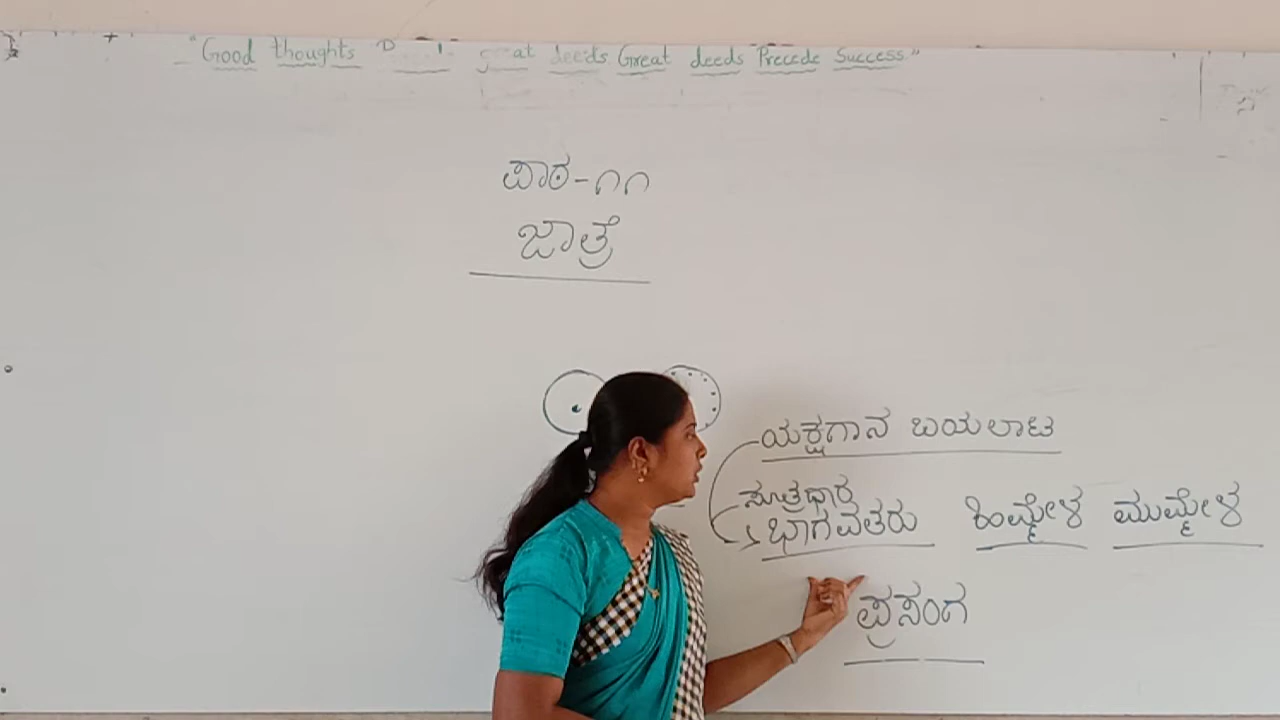 "Good thoughts great deeds Great deeds Precede Success"
ಪಾಠ-೧೧
ಜಾತ್ರೆ
ಯಕ್ಷಗಾನ ಬಯಲಾಟ
ಸೂತ್ರಧಾರ
ಭಾಗವತರು ಹಿಮ್ಮೇಳ ಮುಮ್ಮೇಳ
ಪ್ರಸಂಗ